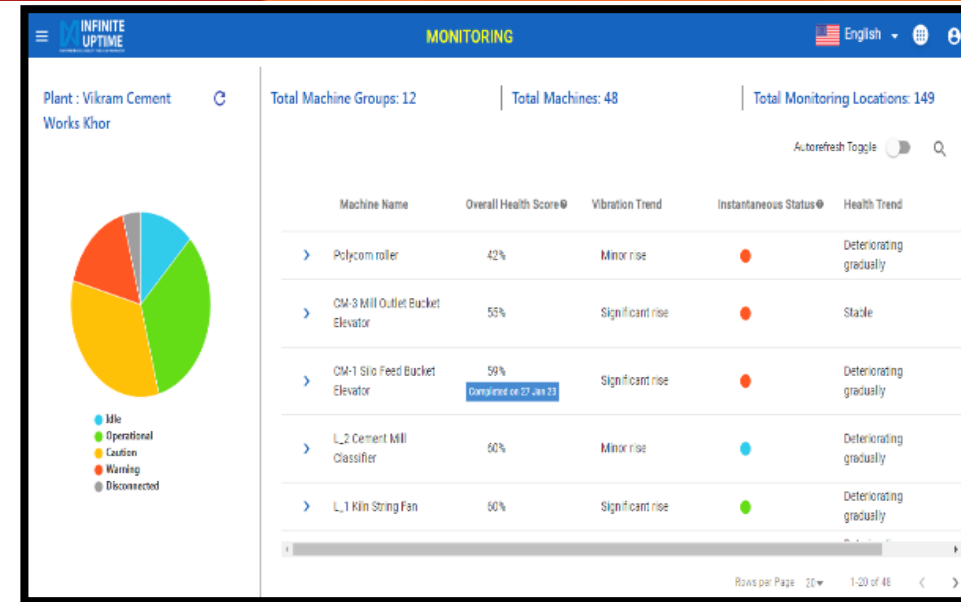 INFINITE
UPTIME
MONITORING
English
Plant : Vikram Cement
Works Khor
Total Machine Groups: 12
Total Machines: 48
Total Monitoring Locations: 149
Autorefresh Toggle
Machine Name
Overall Health Score
Vibration Trend
Instantaneous Status
Health Trend
Polycom roller
42%
Minor rise
Deteriorating
gradually
CM-3 Mill Outlet Bucket
Elevator
55%
Significant rise
Stable
CM-1 Silo Feed Bucket
Elevator
59%
Completed on 27 Jan 23
Significant rise
Deteriorating
gradually
L_2 Cement Mill
Classifier
60%
Minor rise
Deteriorating
gradually
L_1 Kiln String Fan
60%
Significant rise
Deteriorating
gradually
Idle
Operational
Caution
Warning
Disconnected
Rows per Page
20
1-20 of 48